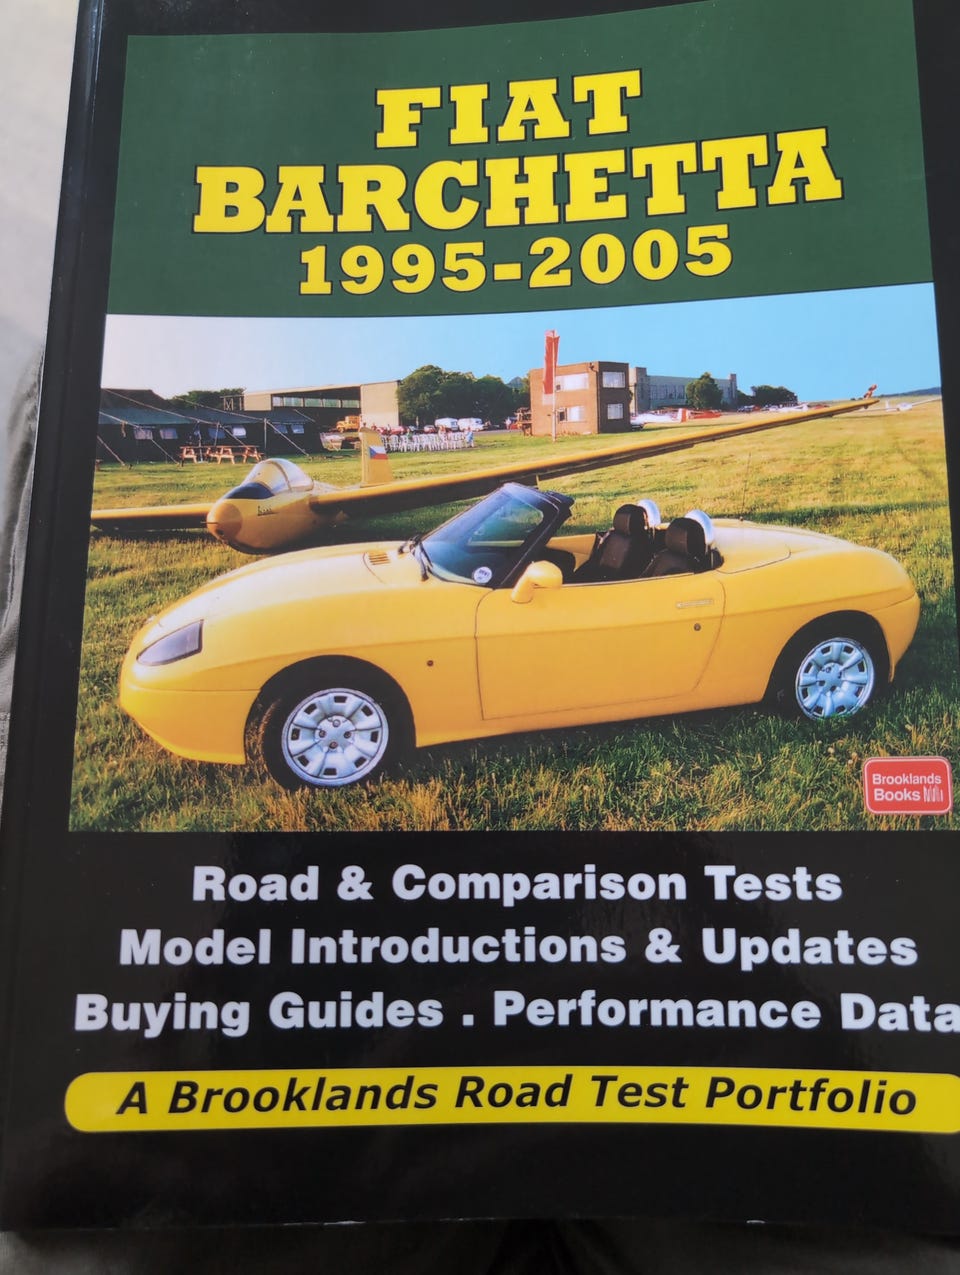 FIAT
BARCHETTA
1995-2005
Brooklands
Books
Road & Comparison Tests
Model Introductions & Updates
Buying Guides . Performance Data
A Brooklands Road Test Portfolio